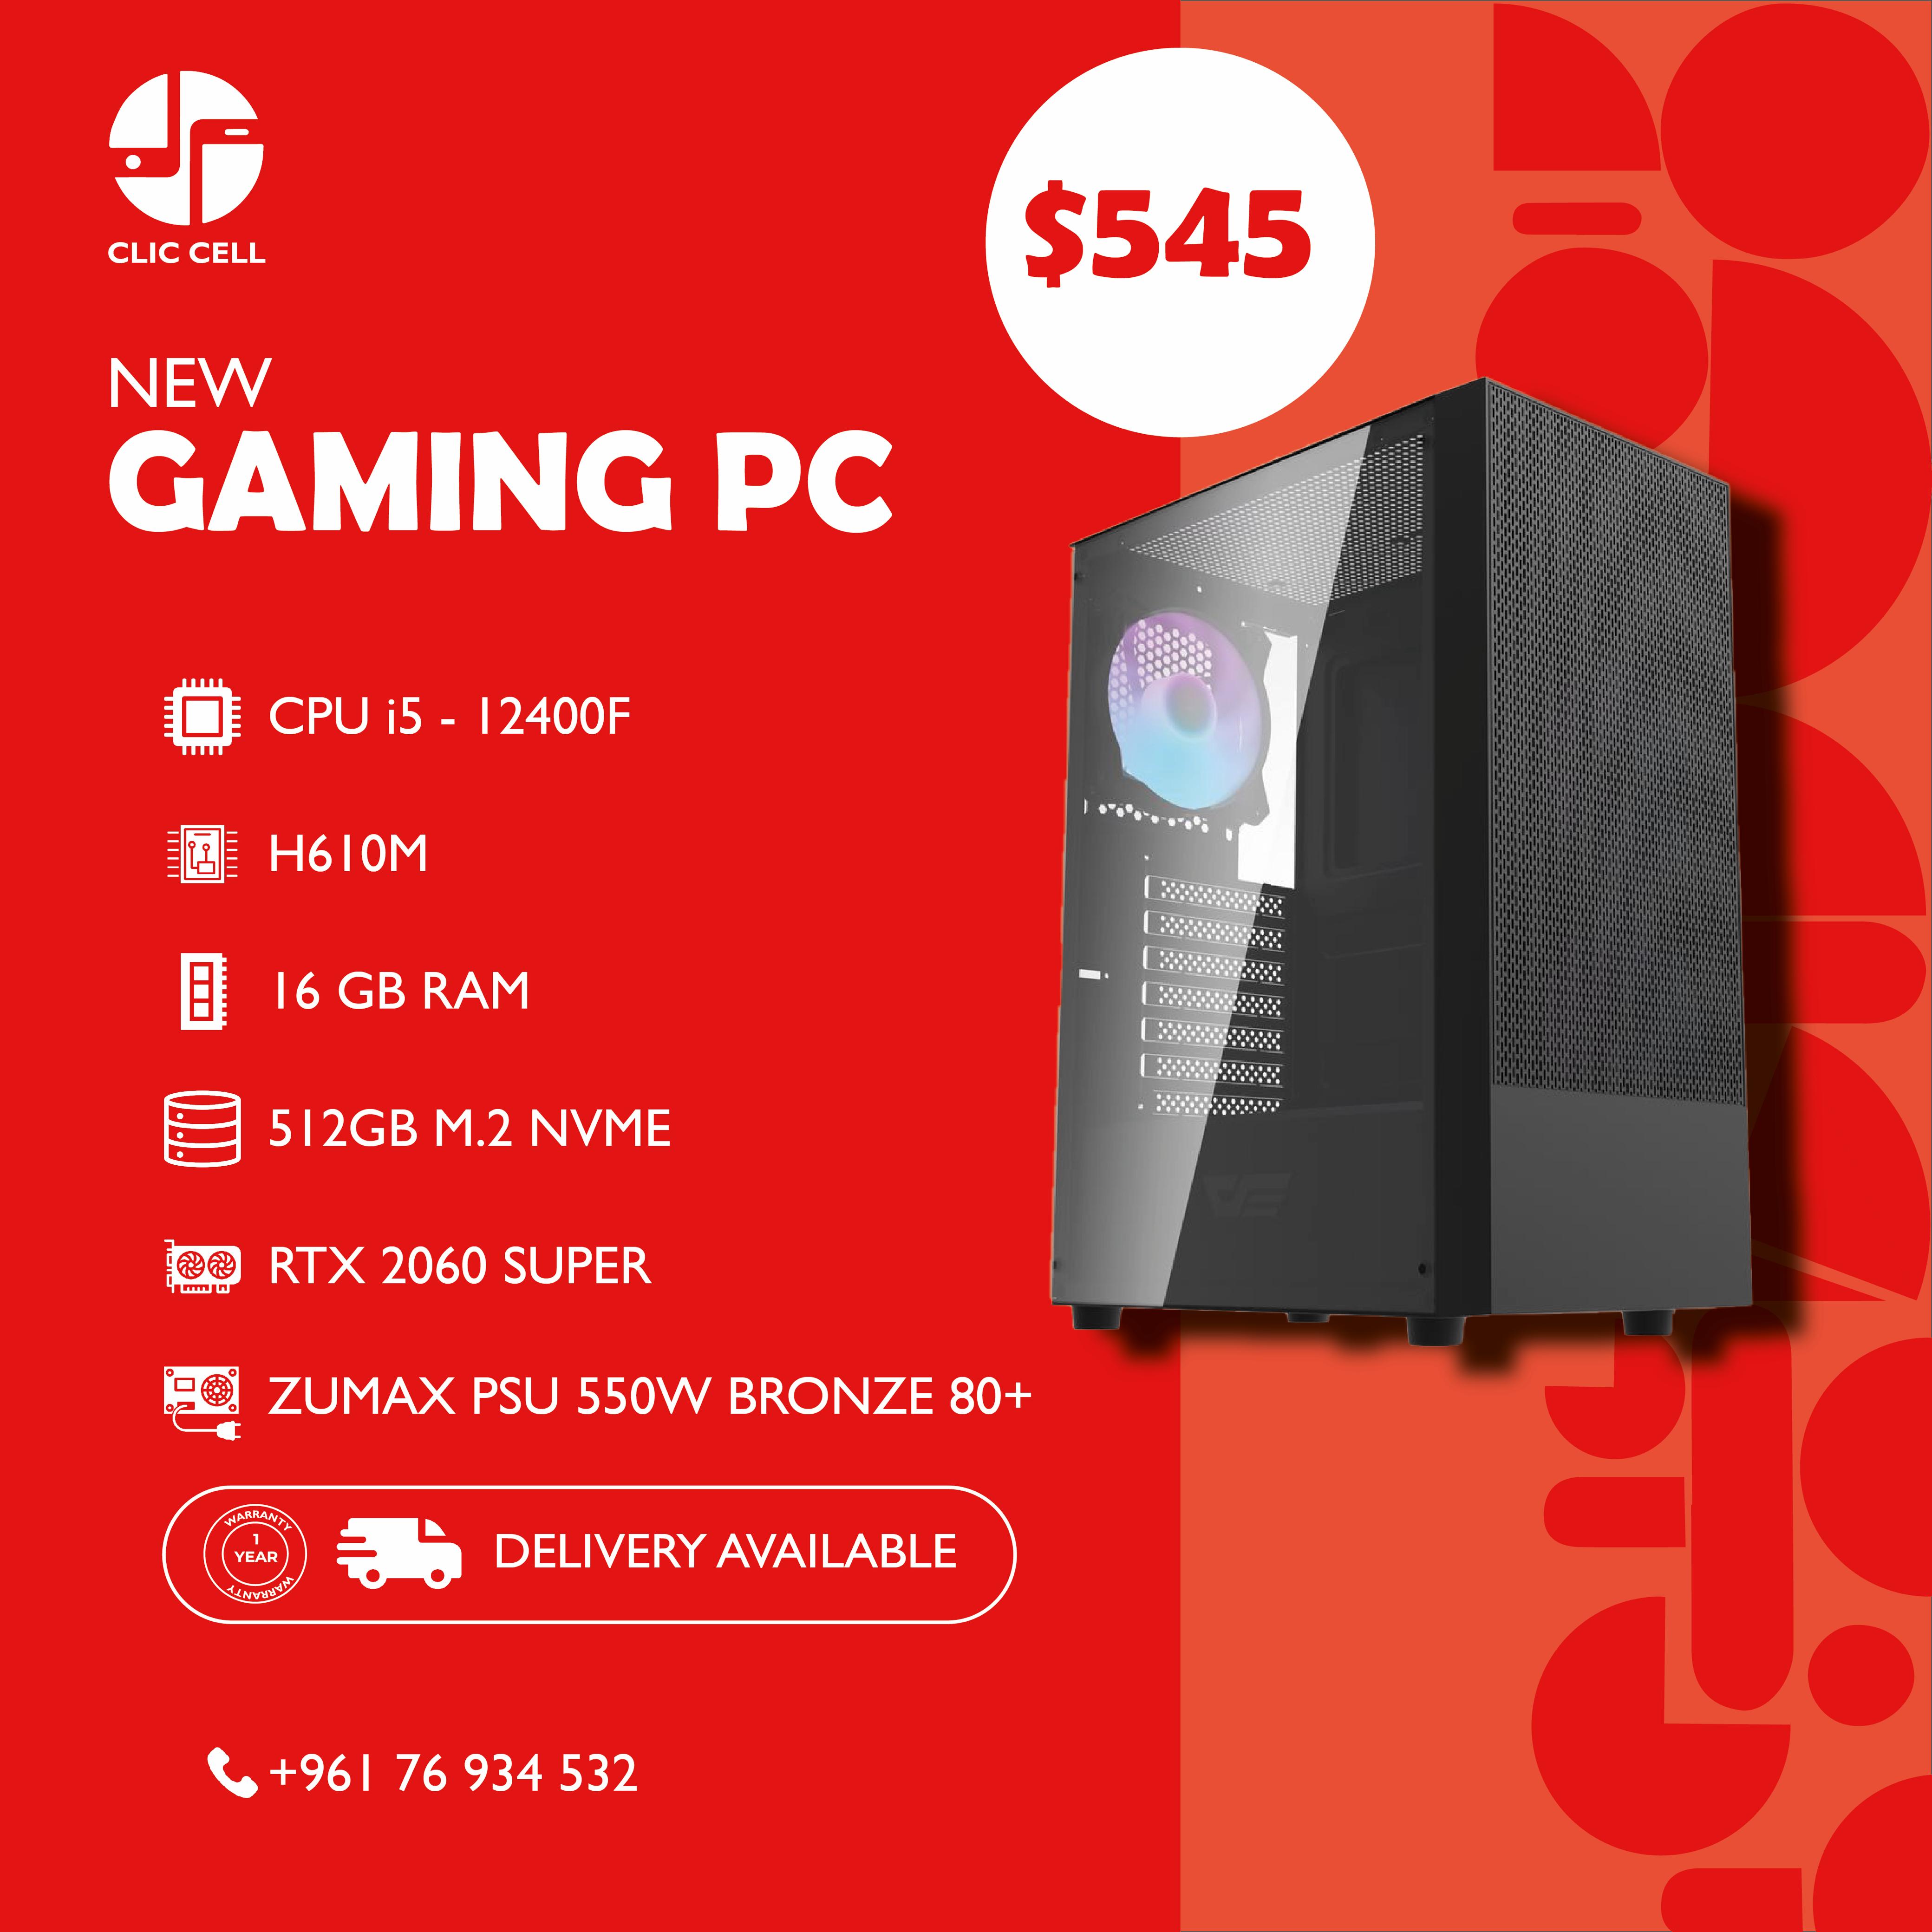 CLIC CELL
$545
NEW
GAMING PC
CPU i5 - 12400F
H610M
16 GB RAM
512GB M.2 NVME
RTX 2060 SUPER
ZUMAX PSU 550W BRONZE 80+
WARRANTY
1
YEAR
WARRANTY
DELIVERY AVAILABLE
+961 76 934 532